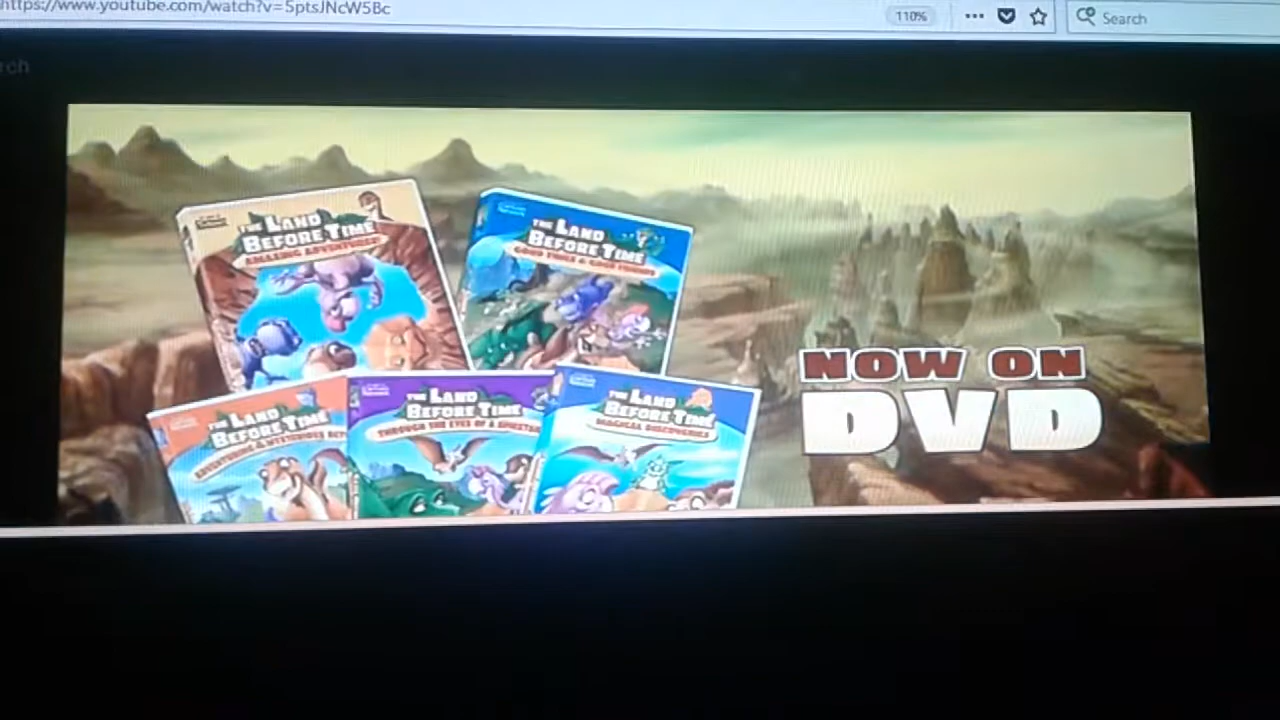 https://www.youtube.com/watch?v=5ptsJNcW5Bc
110%
Search
rch
THE LAND
BEFORE TIME
AMAZING ADVENTURES!
THE LAND
BEFORE TIME
GOOD TIMES & GOOD FRIENDS
THE LAND
BEFORE TIME
THE LAND
BEFORE TIME
THROUGH THE EYES OF A
THE LAND
BEFORE TIME
MAGICAL DISCOVERIES
NOW ON
DVD